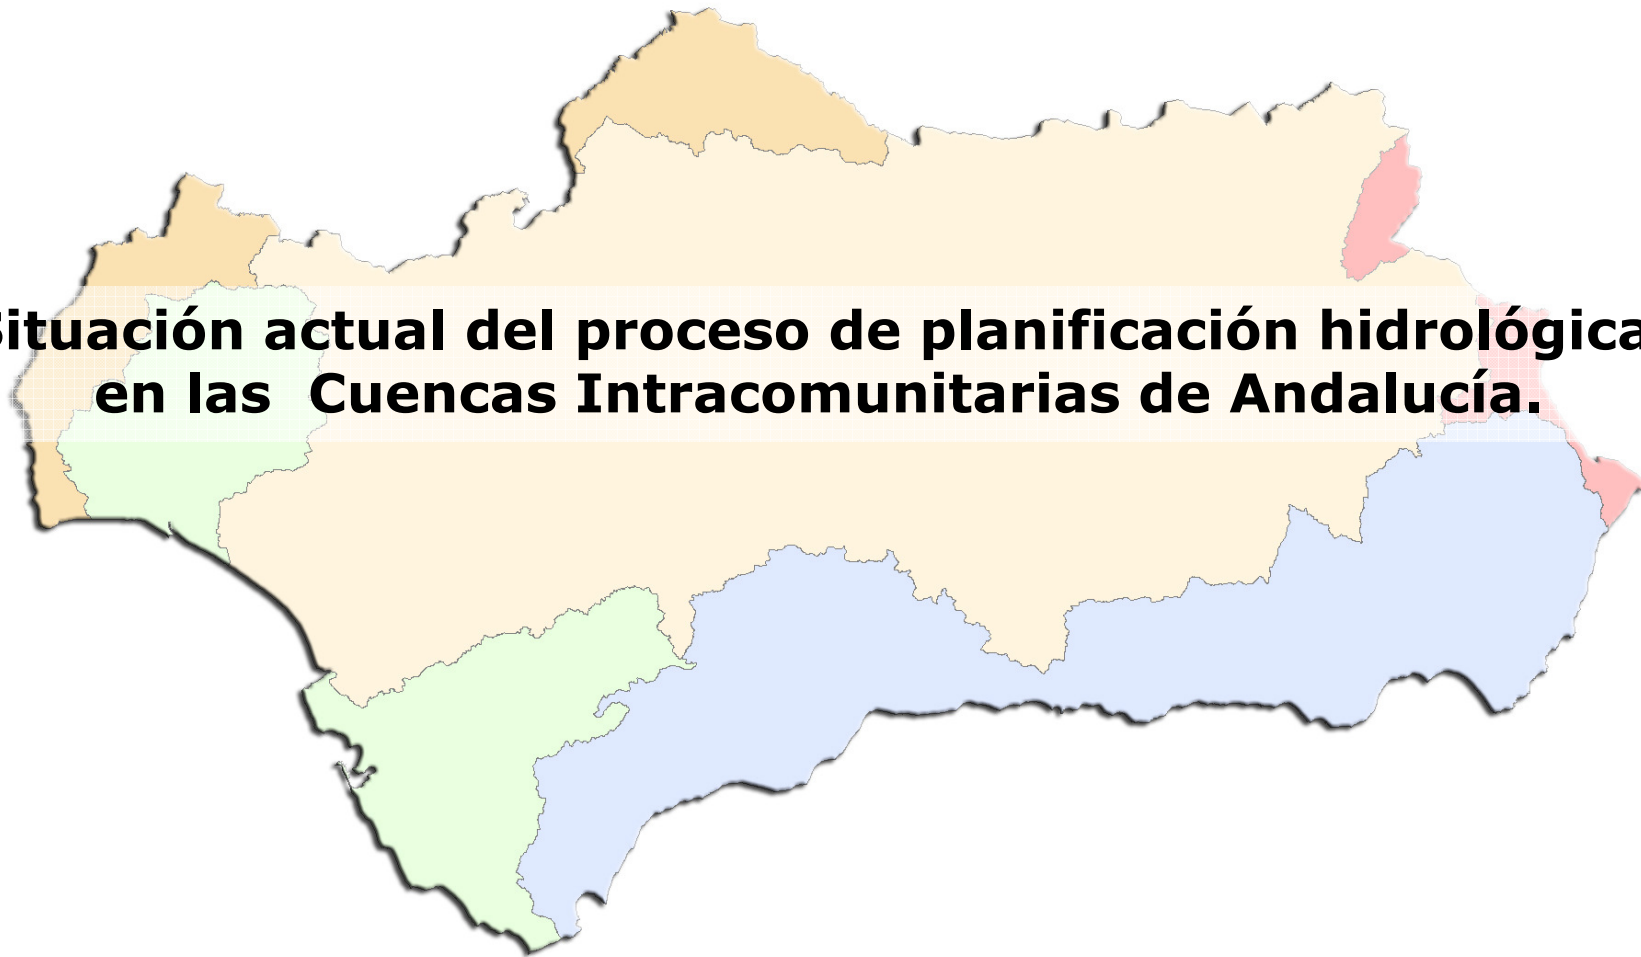 Situación actual del proceso de planificación hidrológica
en las Cuencas Intracomunitarias de Andalucía.